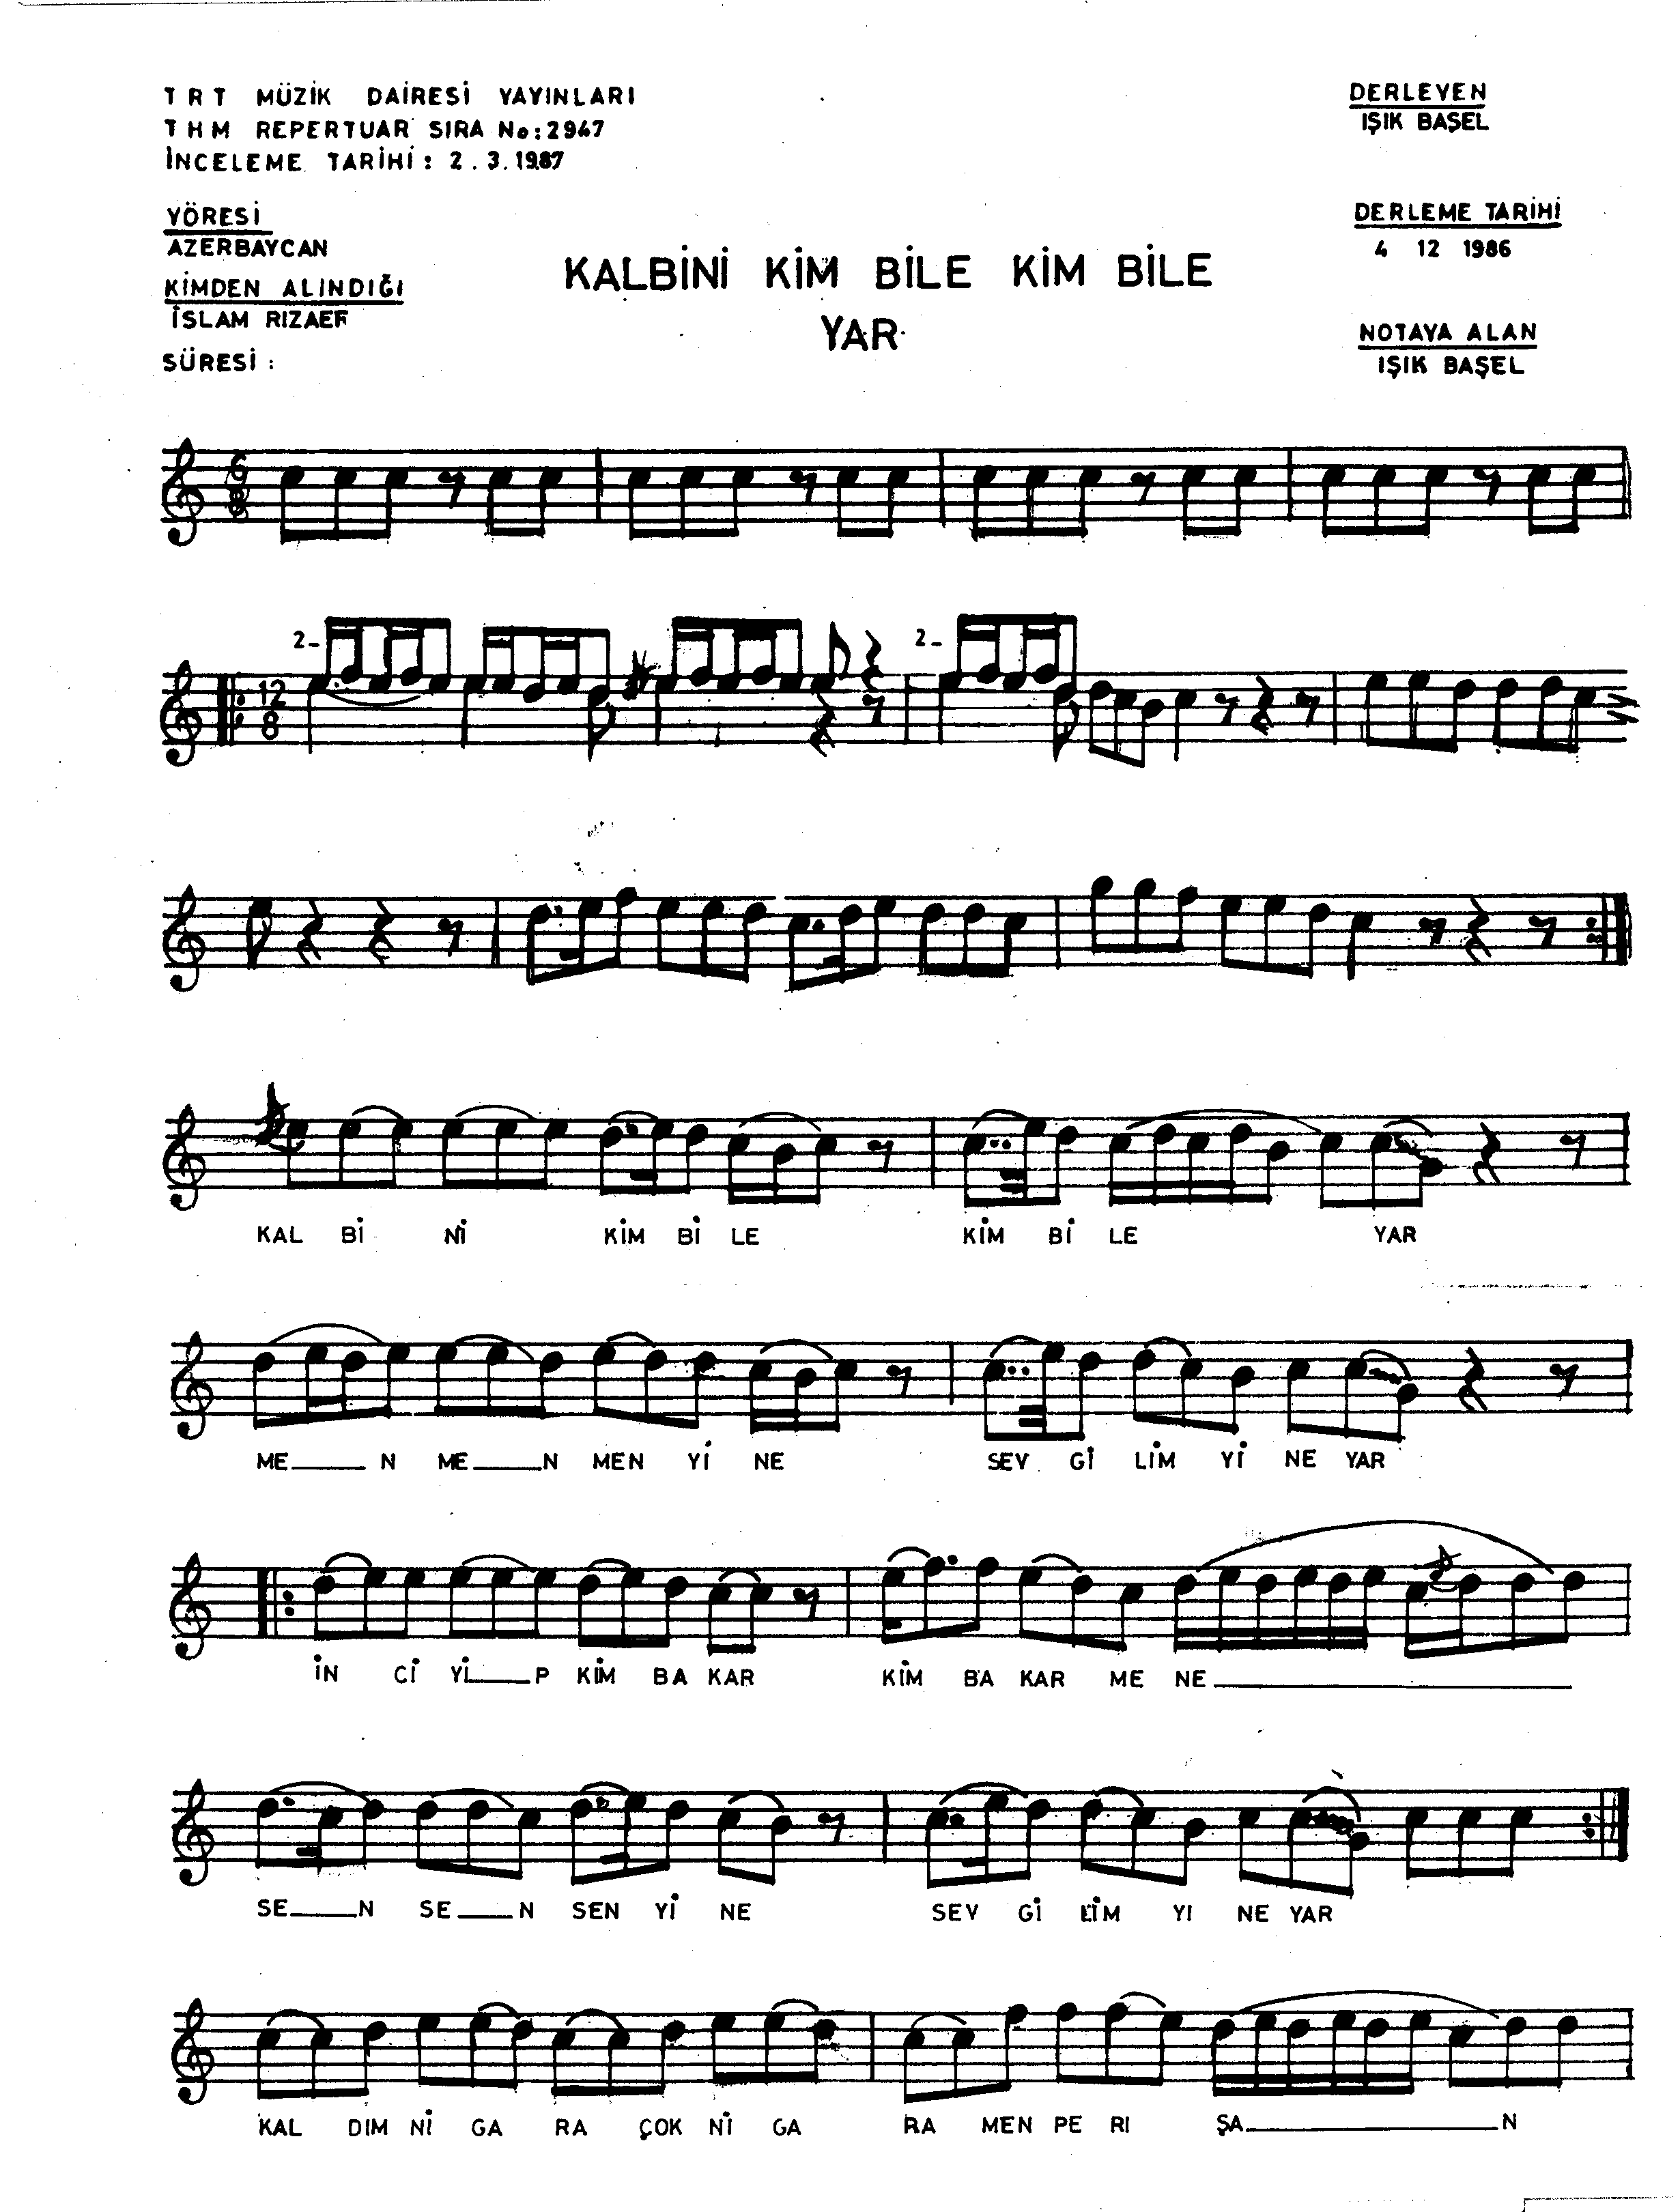 TRT MÜZİK DAİRESİ YAYINLARI
THM REPERTUAR SIRA No:2947
İNCELEME TARİHİ: 2.3.1987
DERLEYEN
IŞIK BAŞEL
YÖRESİ
AZERBAYCAN
KİMDEN ALINDIĞI
İSLAM RIZAEF
SÜRESİ:
KALBİNİ KİM BİLE KİM BİLE
YAR
DERLEME TARİHİ
4 12 1986
NOTAYA ALAN
IŞIK BAŞEL
6
8
2- 2-
12
8
KAL Bİ Nİ KİM Bİ LE KİM Bİ LE YAR
ME___N ME___N MEN Yİ NE SEV Gİ LİM Yİ NE YAR
İN Cİ Yİ___P KİM BA KAR KİM BA KAR ME NE___
SE___N SE___N SEN Yİ NE SEV Gİ LİM YI NE YAR
KAL DIM Nİ GA RA ÇOK Nİ GA RA MEN PE RI ŞA___N